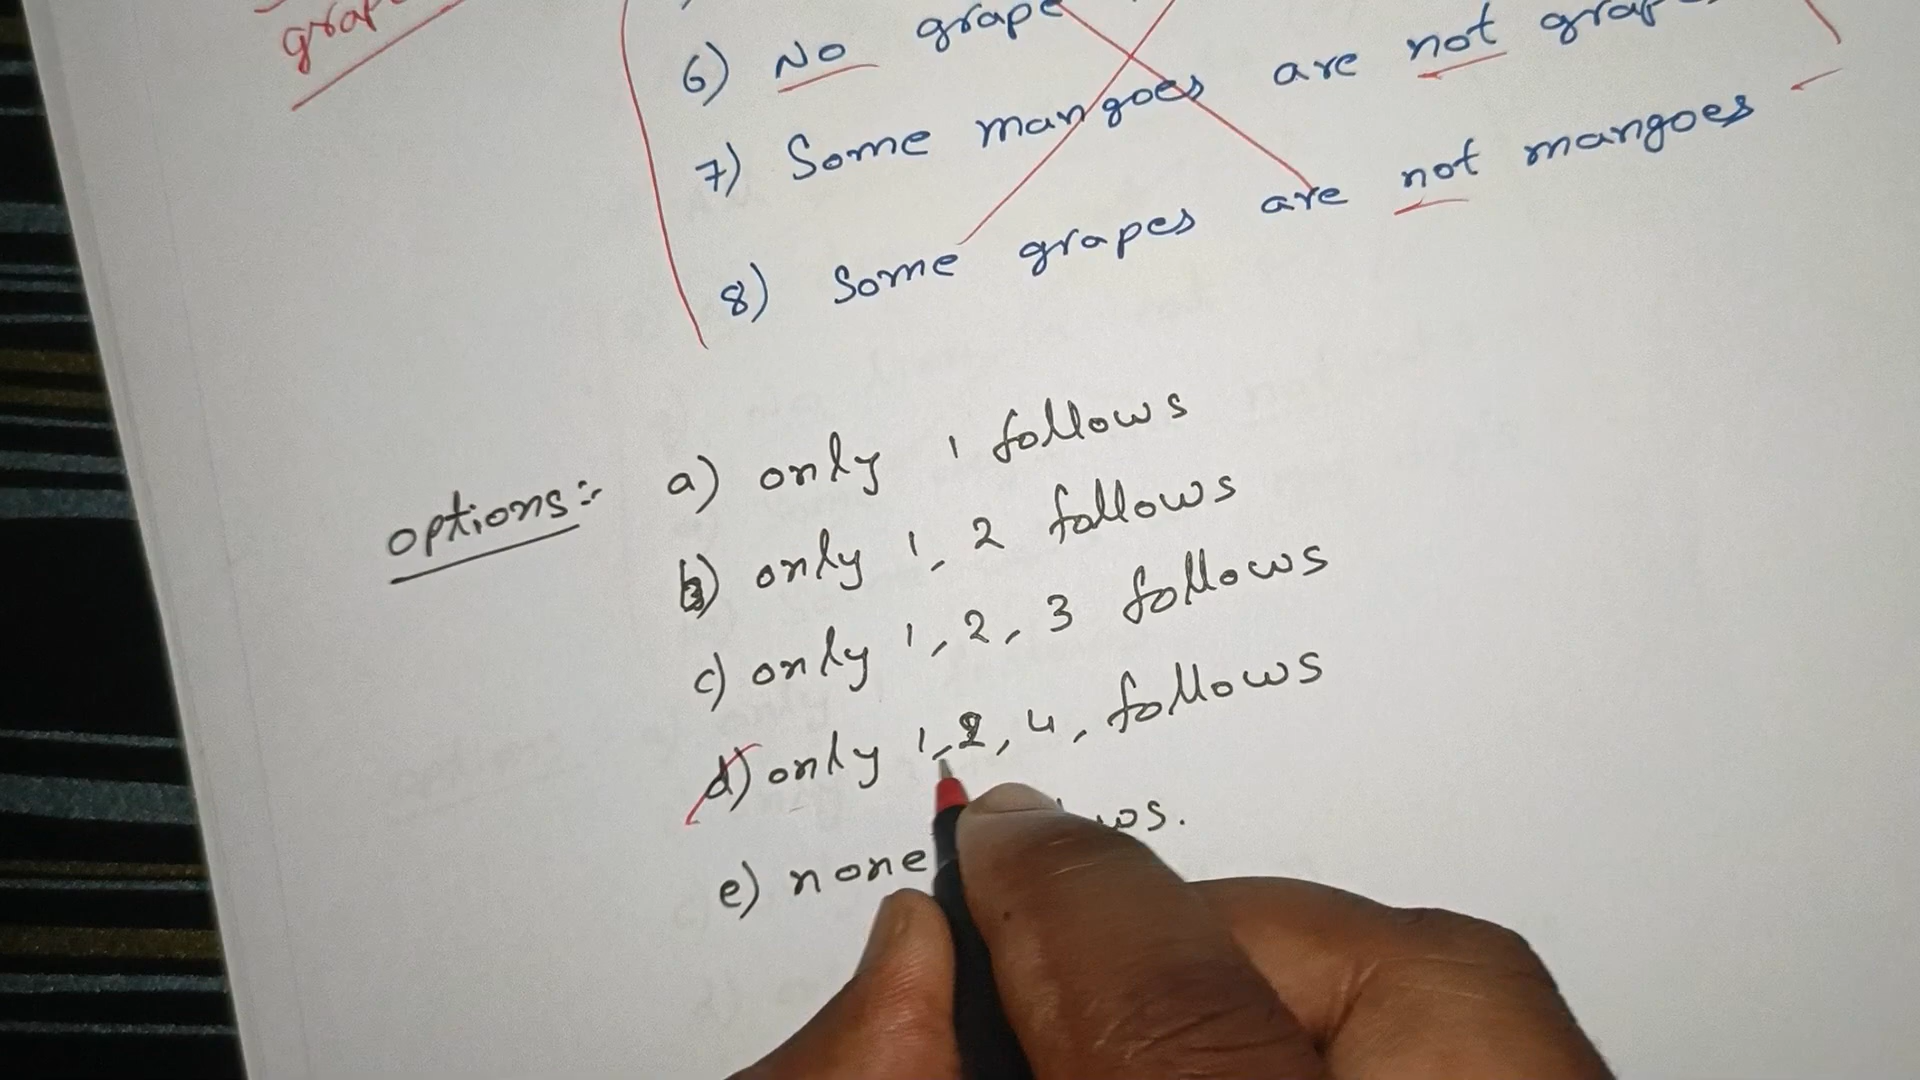 6) No grape
7) Some mangoes are not grap
8) Some grapes are not mangoes
options:- a) only 1 follows
b) only 1, 2 follows
c) only 1, 2, 3 follows
d) only 1, 2, 4, follows
e) none ws.